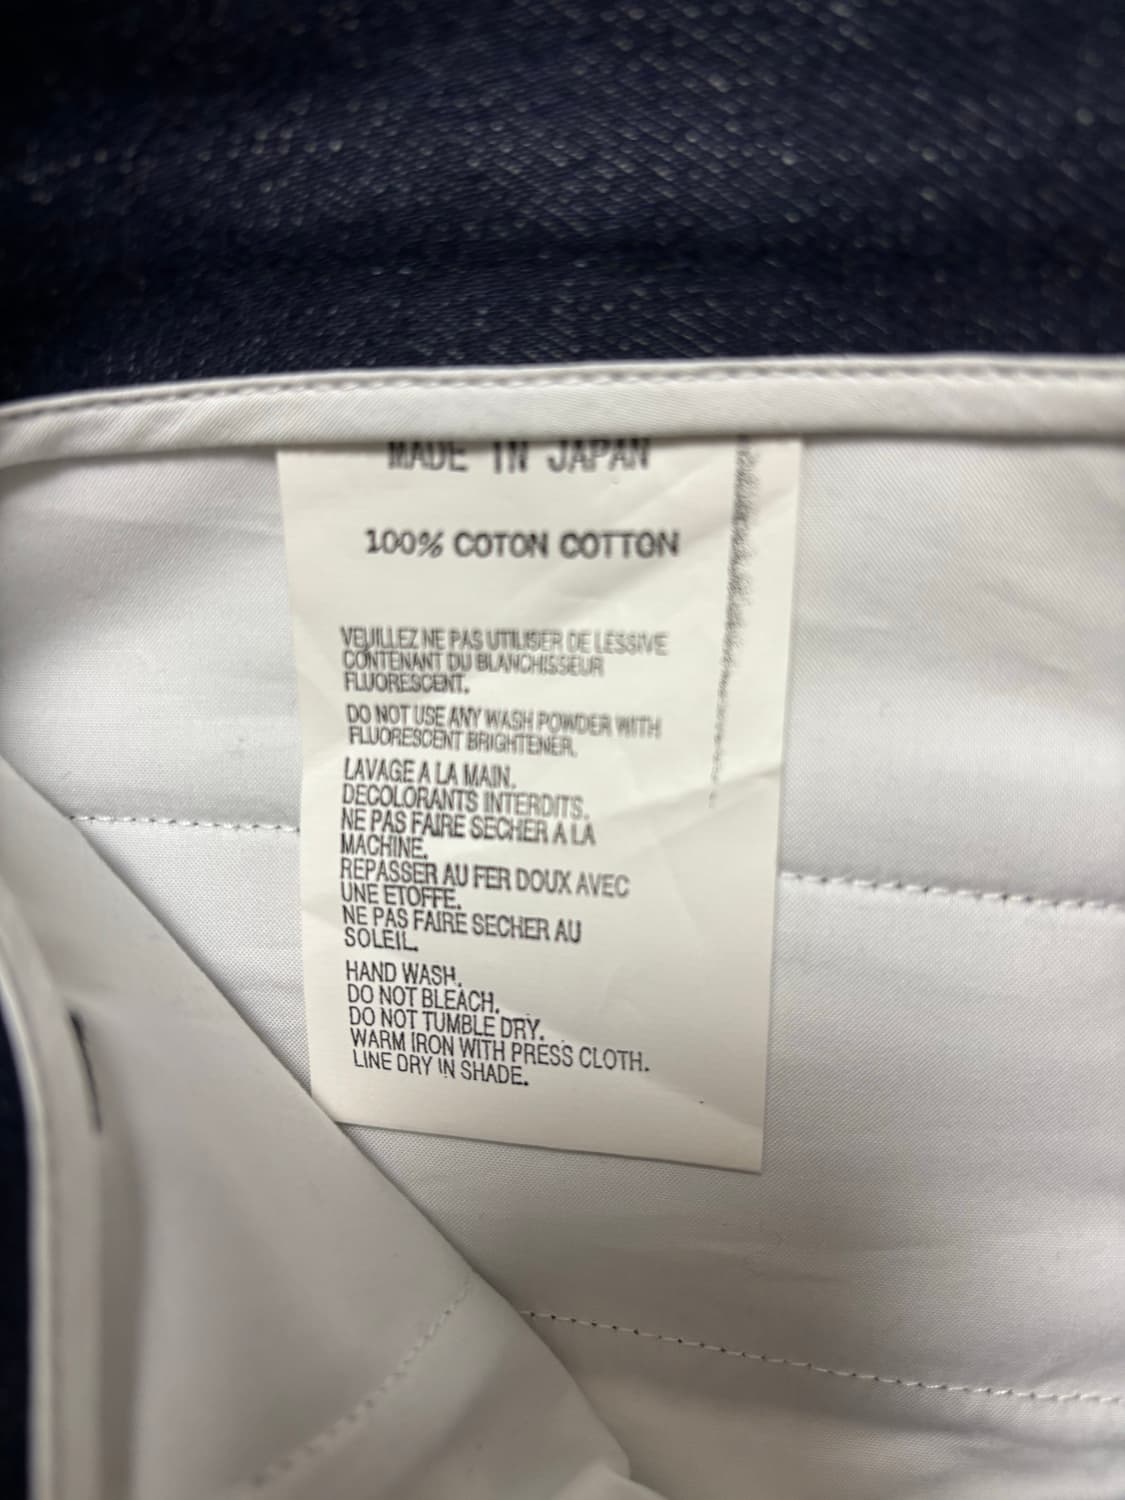 MADE IN JAPAN
100% COTON COTTON
VEUILLEZ NE PAS UTILISER DE LESSIVE
CONTENANT DU BLANCHISSEUR
FLUORESCENT.
DO NOT USE ANY WASH POWDER WITH
FLUORESCENT BRIGHTENER.
LAVAGE A LA MAIN.
DECOLORANTS INTERDITS.
NE PAS FAIRE SECHER A LA
MACHINE.
REPASSER AU FER DOUX AVEC
UNE ETOFFE.
NE PAS FAIRE SECHER AU
SOLEIL.
HAND WASH.
DO NOT BLEACH.
DO NOT TUMBLE DRY.
WARM IRON WITH PRESS CLOTH.
LINE DRY IN SHADE.